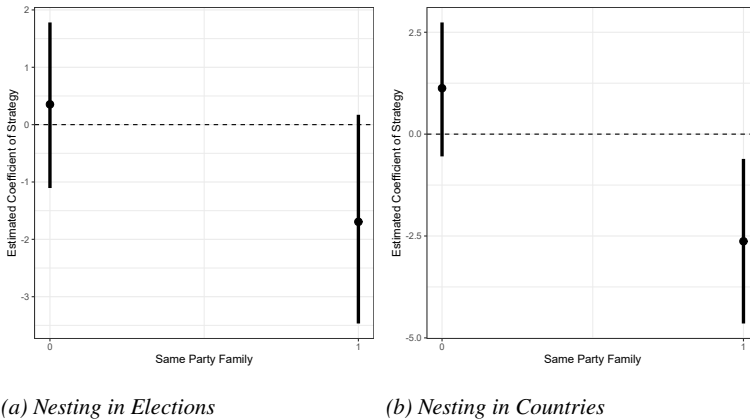 2
1
0
-1
-2
-3
Estimated Coefficient of Strategy
0 1
Same Party Family
2.5
0.0
-2.5
-5.0
Estimated Coefficient of Strategy
0 1
Same Party Family
(a) Nesting in Elections
(b) Nesting in Countries